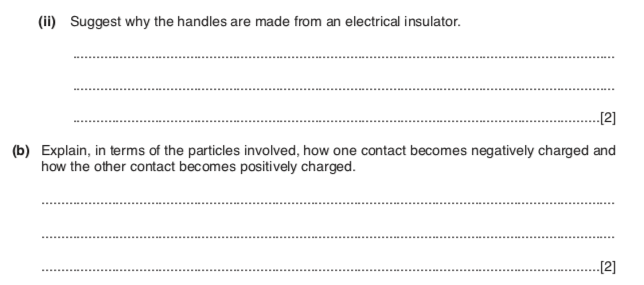 (ii) Suggest why the handles are made from an electrical insulator.
..........................................................................................................................................
..........................................................................................................................................
......................................................................................................................................[2]
(b) Explain, in terms of the particles involved, how one contact becomes negatively charged and
how the other contact becomes positively charged.
..................................................................................................................................................
..................................................................................................................................................
..............................................................................................................................................[2]